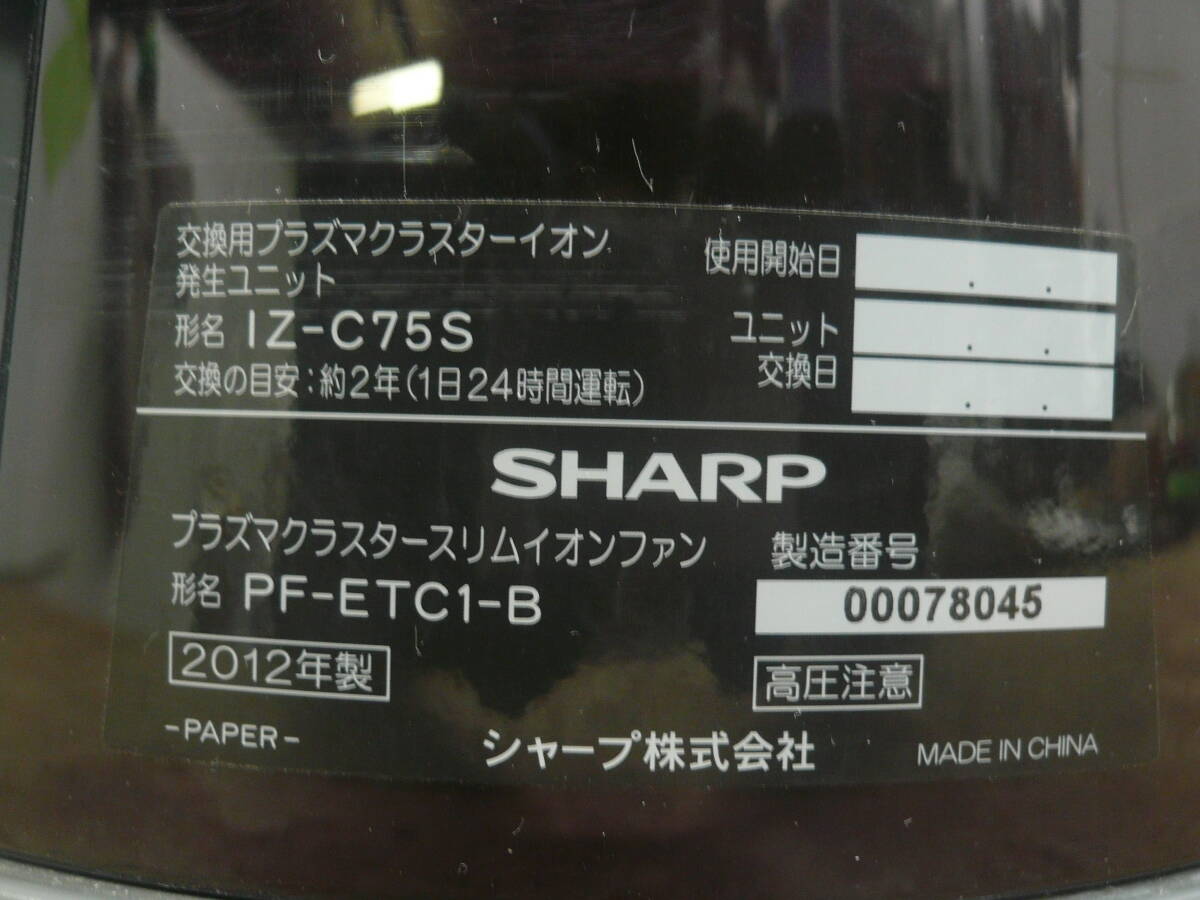 交換用プラズマクラスターイオン
発生ユニット
形名 IZ-C75S
交換の目安：約2年（1日24時間運転）
使用開始日
. .
ユニット
交換日
. .
. .
SHARP
プラズマクラスタースリムイオンファン
形名 PF-ETC1-B
製造番号
00078045
2012年製
高圧注意
-PAPER-
シャープ株式会社
MADE IN CHINA